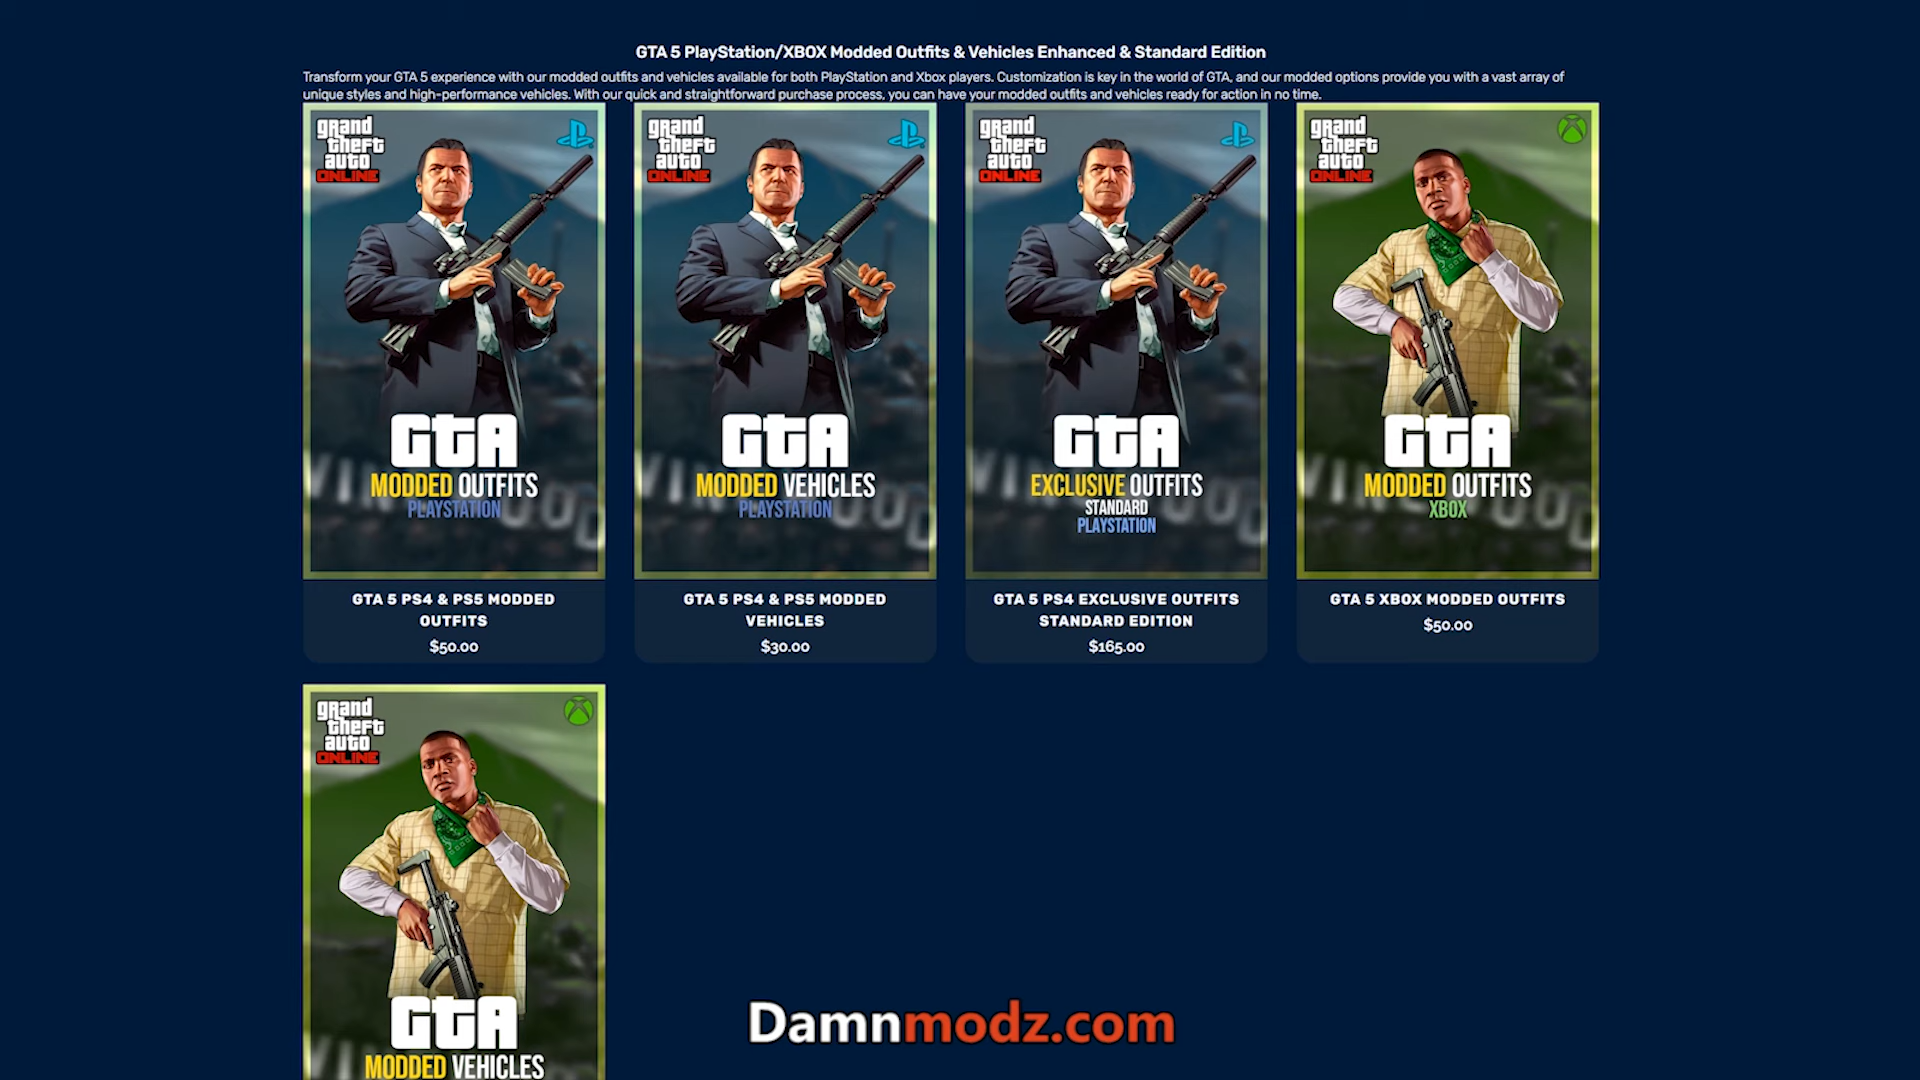 GTA 5 PlayStation/XBOX Modded Outfits & Vehicles Enhanced & Standard Edition
Transform your GTA 5 experience with our modded outfits and vehicles available for both PlayStation and Xbox players. Customization is key in the world of GTA, and our modded options provide you with a vast array of
unique styles and high-performance vehicles. With our quick and straightforward purchase process, you can have your modded outfits and vehicles ready for action in no time.
grand
theft
auto
ONLINE
GTA
MODDED OUTFITS
PLAYSTATION
GTA 5 PS4 & PS5 MODDED
OUTFITS
$50.00
grand
theft
auto
ONLINE
GTA
MODDED VEHICLES
PLAYSTATION
GTA 5 PS4 & PS5 MODDED
VEHICLES
$30.00
grand
theft
auto
ONLINE
GTA
EXCLUSIVE OUTFITS
STANDARD
PLAYSTATION
GTA 5 PS4 EXCLUSIVE OUTFITS
STANDARD EDITION
$165.00
grand
theft
auto
ONLINE
GTA
MODDED OUTFITS
XBOX
GTA 5 XBOX MODDED OUTFITS
$50.00
grand
theft
auto
ONLINE
GTA
MODDED VEHICLES
Damnmodz.com